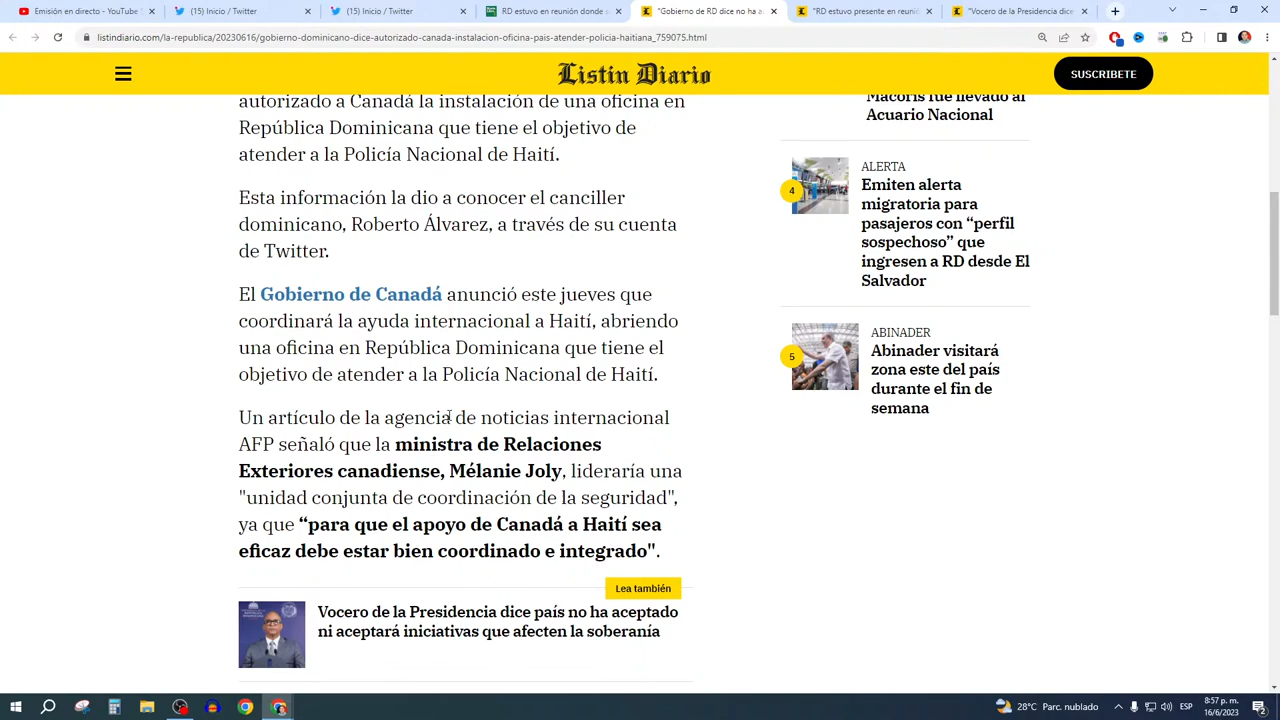 Emisión en directo - YouTube
(15) Inicio / Twitter
(15) Inicio / Twitter
RD estuvo en reunión donde s
Gobierno de RD dice no ha a
"RD estuvo en reunión donde
"Vocero de la Presidencia dice
listindiario.com/la-republica/20230616/gobierno-dominicano-dice-autorizado-canada-instalacion-oficina-pais-atender-policia-haitiana_759075.html
Listin Diario
SUSCRIBETE
autorizado a Canadá la instalación de una oficina en
República Dominicana que tiene el objetivo de
atender a la Policía Nacional de Haití.
Esta información la dio a conocer el canciller
dominicano, Roberto Álvarez, a través de su cuenta
de Twitter.
El Gobierno de Canadá anunció este jueves que
coordinará la ayuda internacional a Haití, abriendo
una oficina en República Dominicana que tiene el
objetivo de atender a la Policía Nacional de Haití.
Un artículo de la agencia de noticias internacional
AFP señaló que la ministra de Relaciones
Exteriores canadiense, Mélanie Joly, lideraría una
"unidad conjunta de coordinación de la seguridad",
ya que “para que el apoyo de Canadá a Haití sea
eficaz debe estar bien coordinado e integrado".
Lea también
Vocero de la Presidencia dice país no ha aceptado
ni aceptará iniciativas que afecten la soberanía
Macorís fue llevado al
Acuario Nacional
4
ALERTA
Emiten alerta
migratoria para
pasajeros con “perfil
sospechoso” que
ingresen a RD desde El
Salvador
5
ABINADER
Abinader visitará
zona este del país
durante el fin de
semana
28°C Parc. nublado
ESP
8:57 p. m.
16/6/2023
2